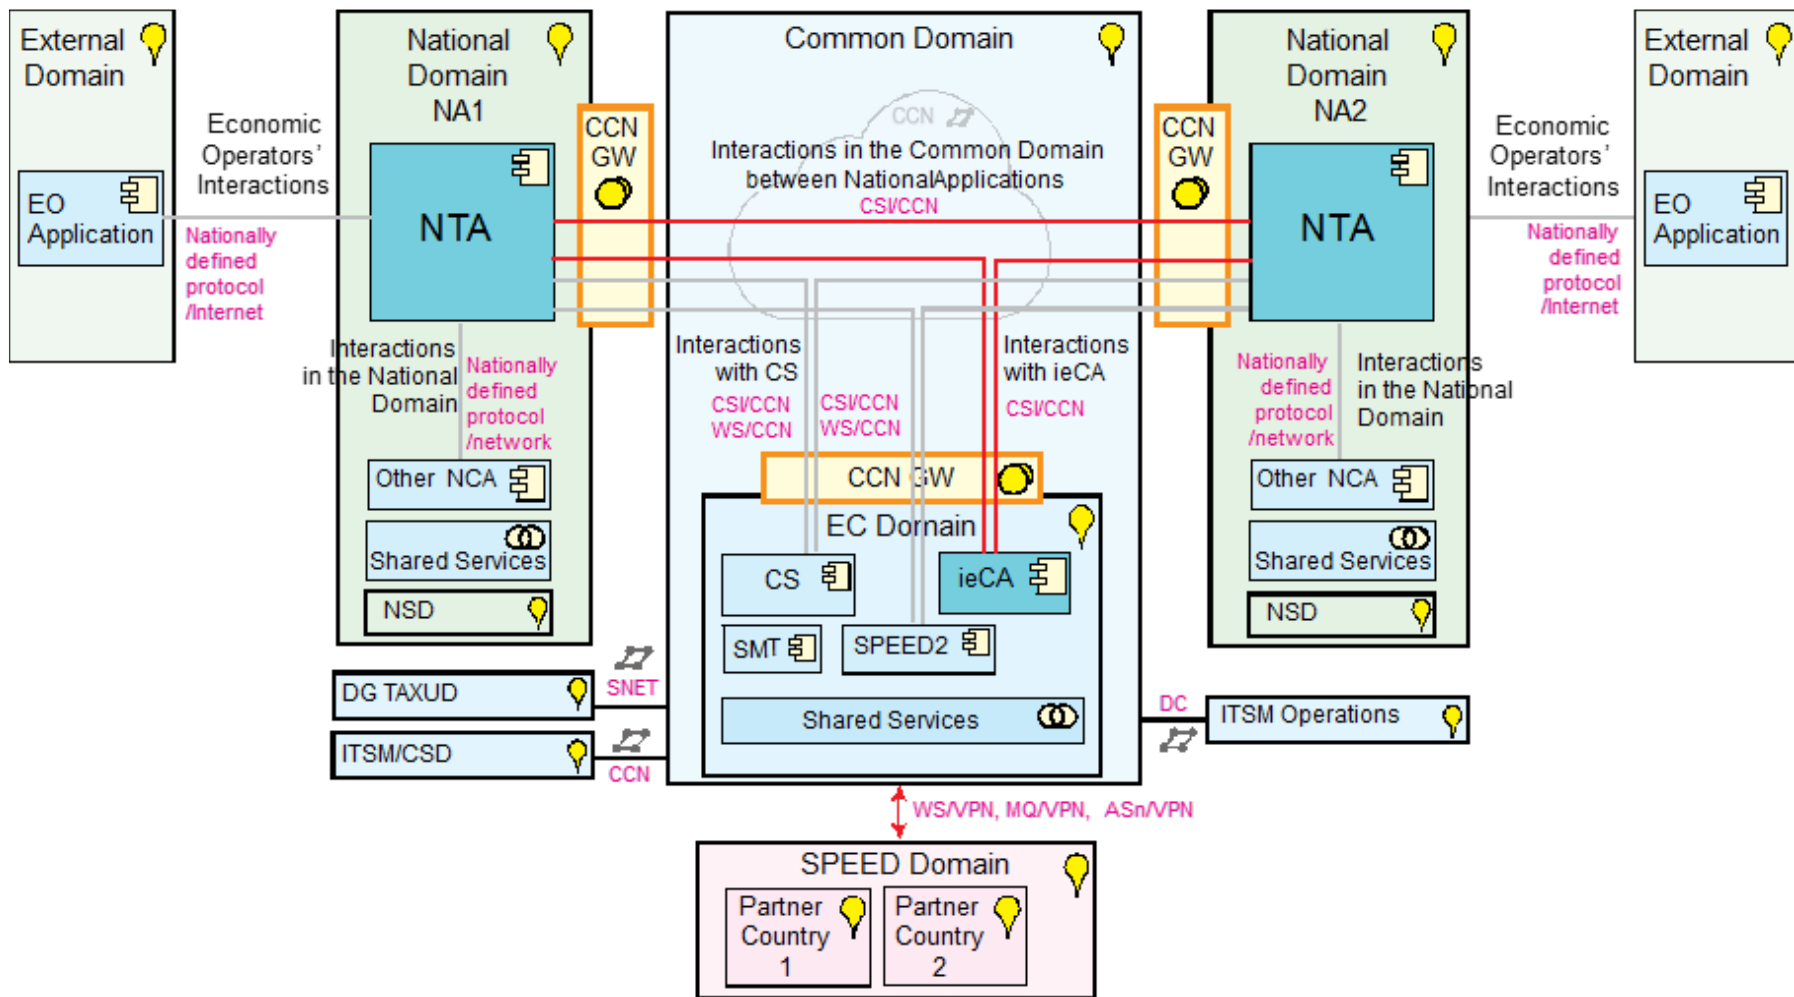 External
Domain
EO
Application
Economic
Operators’
Interactions
Nationally
defined
protocol
/Internet
National
Domain
NA1
CCN
GW
NTA
Interactions
in the National
Domain
Nationally
defined
protocol
/network
Other NCA
Shared Services
NSD
Common Domain
CCN
Interactions in the Common Domain
between NationalApplications
CSI/CCN
Interactions
with CS
CSI/CCN
WS/CCN
CSI/CCN
WS/CCN
Interactions
with ieCA
CSI/CCN
CCN GW
EC Domain
CS
ieCA
SMT
SPEED2
Shared Services
National
Domain
NA2
CCN
GW
NTA
Nationally
defined
protocol
/network
Interactions
in the National
Domain
Other NCA
Shared Services
NSD
Economic
Operators’
Interactions
Nationally
defined
protocol
/Internet
External
Domain
EO
Application
DG TAXUD
SNET
ITSM/CSD
CCN
DC
ITSM Operations
WS/VPN, MQ/VPN, ASn/VPN
SPEED Domain
Partner
Country
1
Partner
Country
2